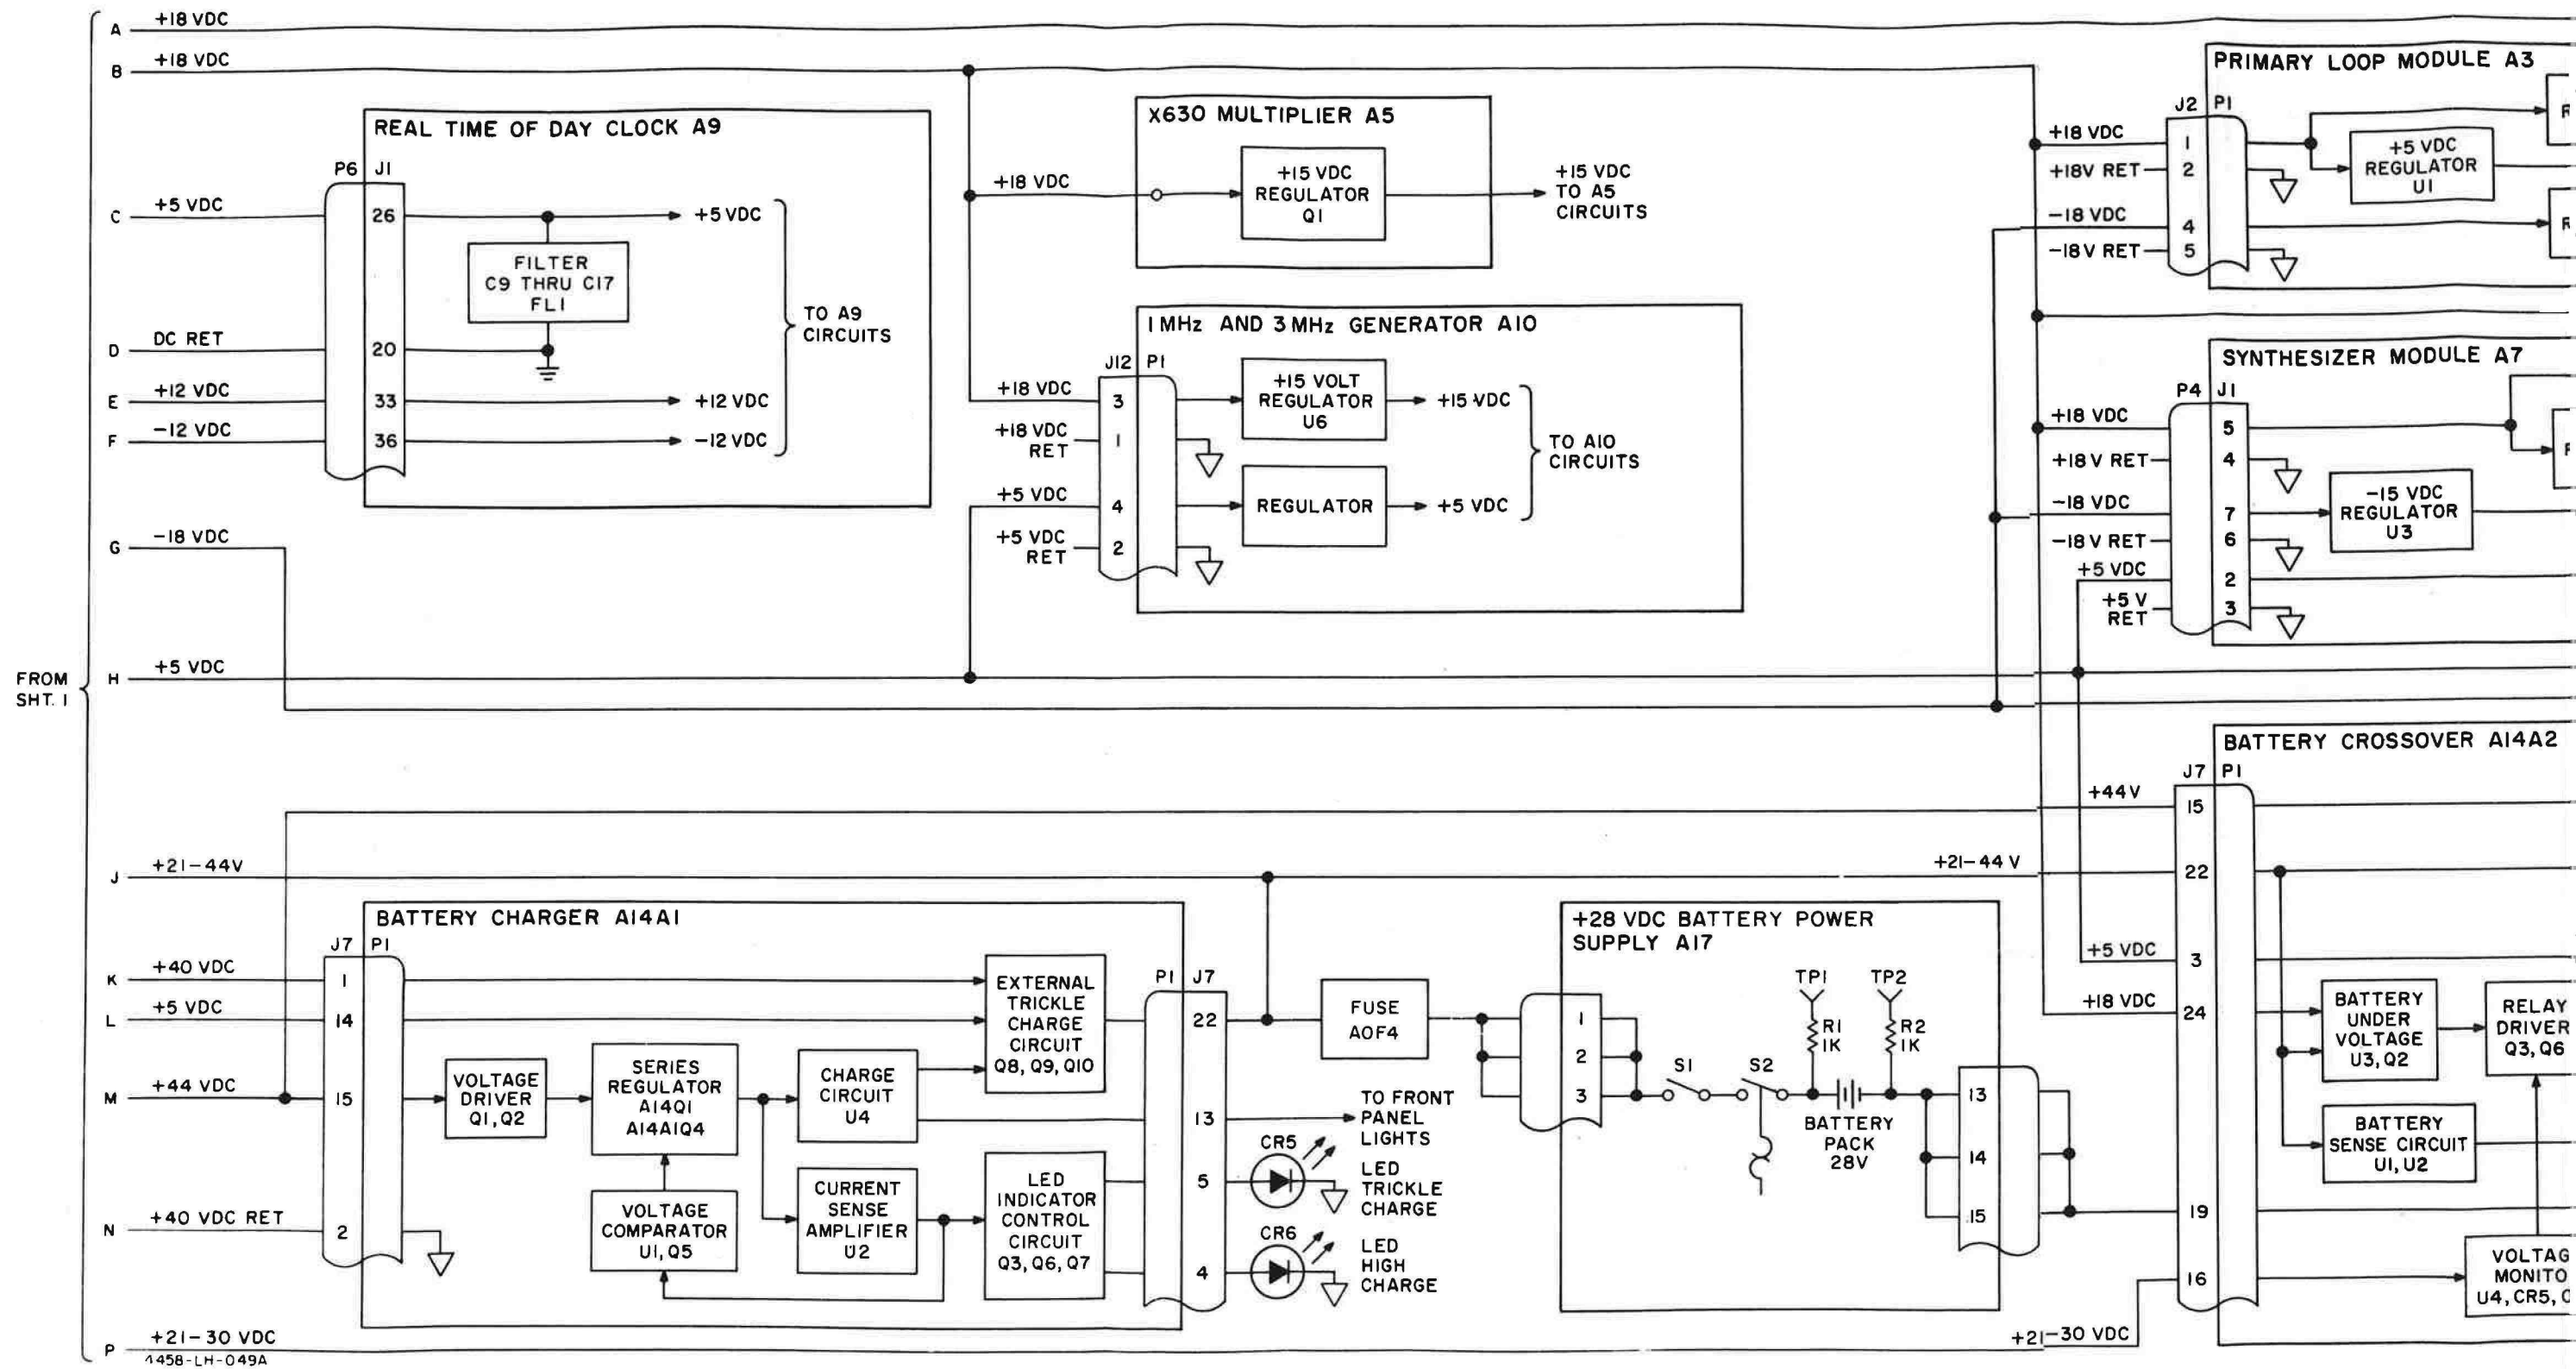 FROM
SHT. 1
A +18 VDC
B +18 VDC
C +5 VDC
D DC RET
E +12 VDC
F -12 VDC
G -18 VDC
H +5 VDC
J +21-44V
K +40 VDC
L +5 VDC
M +44 VDC
N +40 VDC RET
P +21-30 VDC
REAL TIME OF DAY CLOCK A9
P6 J1
26
20
33
36
FILTER
C9 THRU C17
FL1
+5 VDC
+12 VDC
-12 VDC
TO A9
CIRCUITS
X630 MULTIPLIER A5
+18 VDC
+15 VDC
REGULATOR
Q1
+15 VDC
TO A5
CIRCUITS
1 MHz AND 3 MHz GENERATOR A10
J12 P1
+18 VDC
3
+18 VDC
RET
1
+5 VDC
4
+5 VDC
RET
2
+15 VOLT
REGULATOR
U6
+15 VDC
REGULATOR
+5 VDC
TO A10
CIRCUITS
PRIMARY LOOP MODULE A3
J2 P1
+18 VDC
1
+18V RET
2
-18 VDC
4
-18V RET
5
+5 VDC
REGULATOR
U1
SYNTHESIZER MODULE A7
P4 J1
+18 VDC
5
+18 V RET
4
-18 VDC
7
-18 V RET
6
+5 VDC
2
+5 V
RET
3
-15 VDC
REGULATOR
U3
BATTERY CHARGER A14A1
J7 P1
1
14
15
2
VOLTAGE
DRIVER
Q1, Q2
SERIES
REGULATOR
A14Q1
A14A1Q4
VOLTAGE
COMPARATOR
U1, Q5
CHARGE
CIRCUIT
U4
CURRENT
SENSE
AMPLIFIER
U2
EXTERNAL
TRICKLE
CHARGE
CIRCUIT
Q8, Q9, Q10
LED
INDICATOR
CONTROL
CIRCUIT
Q3, Q6, Q7
P1 J7
22
13
5
4
TO FRONT
PANEL
LIGHTS
CR5
LED
TRICKLE
CHARGE
CR6
LED
HIGH
CHARGE
FUSE
A0F4
+28 VDC BATTERY POWER
SUPPLY A17
1
2
3
S1
S2
TP1
TP2
R1
1K
R2
1K
BATTERY
PACK
28V
13
14
15
BATTERY CROSSOVER A14A2
J7 P1
+44V
15
+21-44 V
22
+5 VDC
3
+18 VDC
24
19
16
+21-30 VDC
BATTERY
UNDER
VOLTAGE
U3, Q2
RELAY
DRIVER
Q3, Q6
BATTERY
SENSE CIRCUIT
U1, U2
VOLTAG
MONITO
U4, CR5,
458-LH-049A